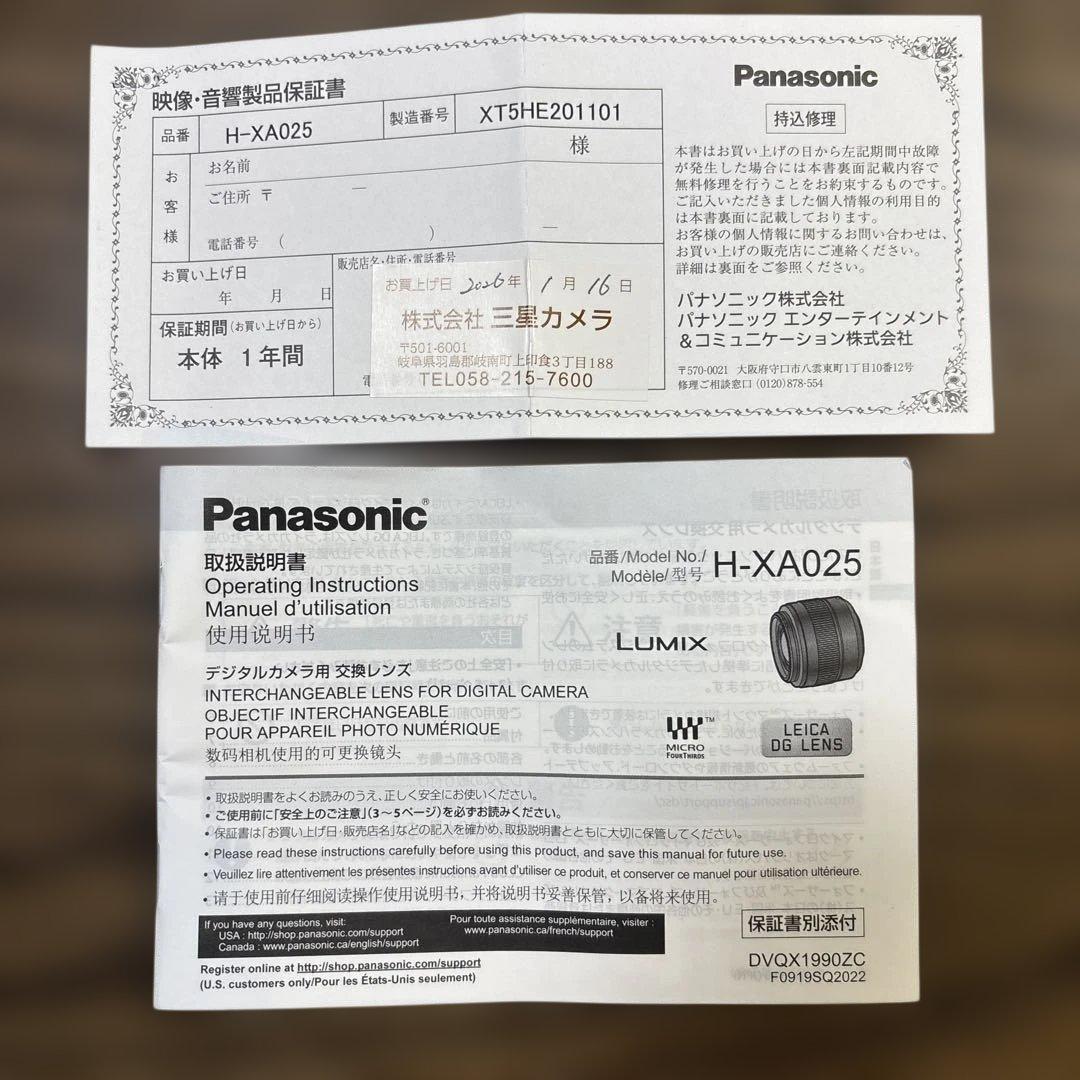 映像・音響製品保証書
品番 H-XA025 製造番号 XT5HE201101
お客様
お名前 様
ご住所 〒 —
電話番号 ( ) —
お買い上げ日
年 月 日
販売店名・住所・電話番号
お買上げ日 2026年 1月16日
株式会社 三星カメラ
〒501-6001
岐阜県羽島郡岐南町上印食3丁目188
TEL058-215-7600
保証期間(お買い上げ日から)
本体 1年間
Panasonic
持込修理
本書はお買い上げの日から左記期間中故障
が発生した場合には本書裏面記載内容で
無料修理を行うことをお約束するものです。
ご記入いただきました個人情報の利用目的
は本書裏面に記載しております。
お客様の個人情報に関するお問い合わせは、
お買い上げの販売店にご連絡ください。
詳細は裏面をご参照ください。
パナソニック株式会社
パナソニック エンターテインメント
&コミュニケーション株式会社
〒570-0021 大阪府守口市八雲東町1丁目10番12号
修理ご相談窓口 (0120)878-554
Panasonic®
取扱説明書
Operating Instructions
Manuel d'utilisation
使用说明书
品番/Model No./
Modèle/型号 H-XA025
デジタルカメラ用 交換レンズ
INTERCHANGEABLE LENS FOR DIGITAL CAMERA
OBJECTIF INTERCHANGEABLE
POUR APPAREIL PHOTO NUMÉRIQUE
数码相机使用的可更换镜头
LUMIX
MICRO
FOURTHIRDS
TM
LEICA
DG LENS
• 取扱説明書をよくお読みのうえ、正しく安全にお使いください。
• ご使用前に「安全上のご注意」(3～5ページ)を必ずお読みください。
• 保証書は「お買い上げ日・販売店名」などの記入を確かめ、取扱説明書とともに大切に保管してください。
• Please read these instructions carefully before using this product, and save this manual for future use.
• Veuillez lire attentivement les présentes instructions avant d'utiliser ce produit, et conserver ce manuel pour utilisation ultérieure.
• 请于使用前仔细阅读操作使用说明书，并将说明书妥善保管，以备将来使用。
If you have any questions, visit:
USA : http://shop.panasonic.com/support
Canada : www.panasonic.ca/english/support
Pour toute assistance supplémentaire, visiter :
www.panasonic.ca/french/support
Register online at http://shop.panasonic.com/support
(U.S. customers only/Pour les États-Unis seulement)
保証書別添付
DVQX1990ZC
F0919SQ2022